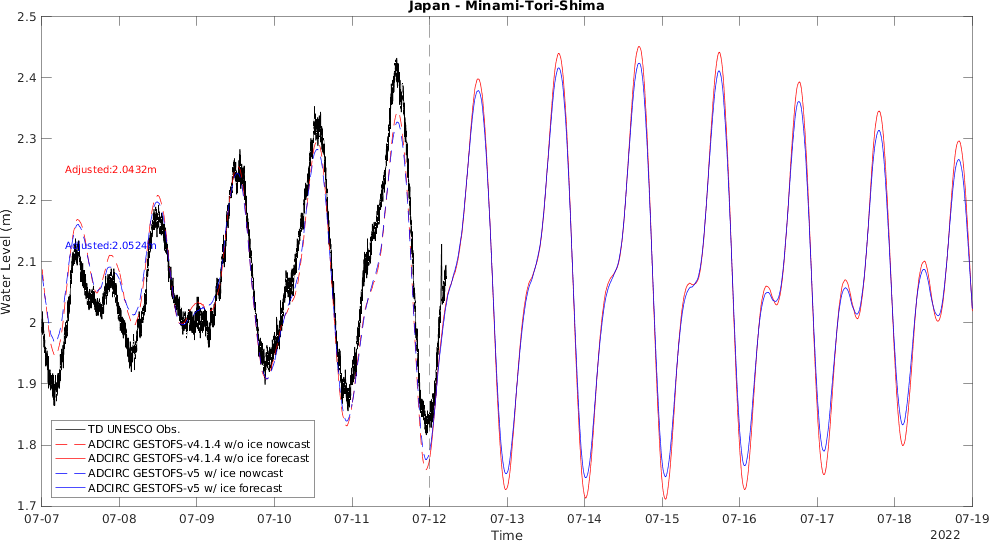 Japan - Minami-Tori-Shima
2.5
2.4
2.3
2.2
2.1
2
1.9
1.8
1.7
Water Level (m)
Adjusted:2.0432m
Adjusted:2.0524m
TD UNESCO Obs.
ADCIRC GESTOFS-v4.1.4 w/o ice nowcast
ADCIRC GESTOFS-v4.1.4 w/o ice forecast
ADCIRC GESTOFS-v5 w/ ice nowcast
ADCIRC GESTOFS-v5 w/ ice forecast
07-07 07-08 07-09 07-10 07-11 07-12 07-13 07-14 07-15 07-16 07-17 07-18 07-19
Time
2022